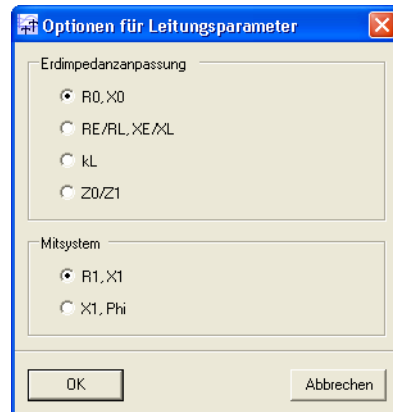 Optionen für Leitungsparameter
Erdimpedanzanpassung
R0, X0
RE/RL, XE/XL
kL
Z0/Z1
Mitsystem
R1, X1
X1, Phi
OK
Abbrechen